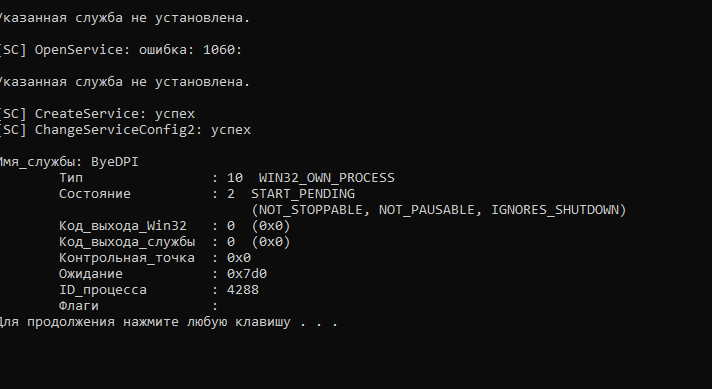 Указанная служба не установлена.
[SC] OpenService: ошибка: 1060:
Указанная служба не установлена.
[SC] CreateService: успех
[SC] ChangeServiceConfig2: успех
Имя_службы: ByeDPI
Тип : 10 WIN32_OWN_PROCESS
Состояние : 2 START_PENDING
(NOT_STOPPABLE, NOT_PAUSABLE, IGNORES_SHUTDOWN)
Код_выхода_Win32 : 0 (0x0)
Код_выхода_службы : 0 (0x0)
Контрольная_точка : 0x0
Ожидание : 0x7d0
ID_процесса : 4288
Флаги :
Для продолжения нажмите любую клавишу . . .